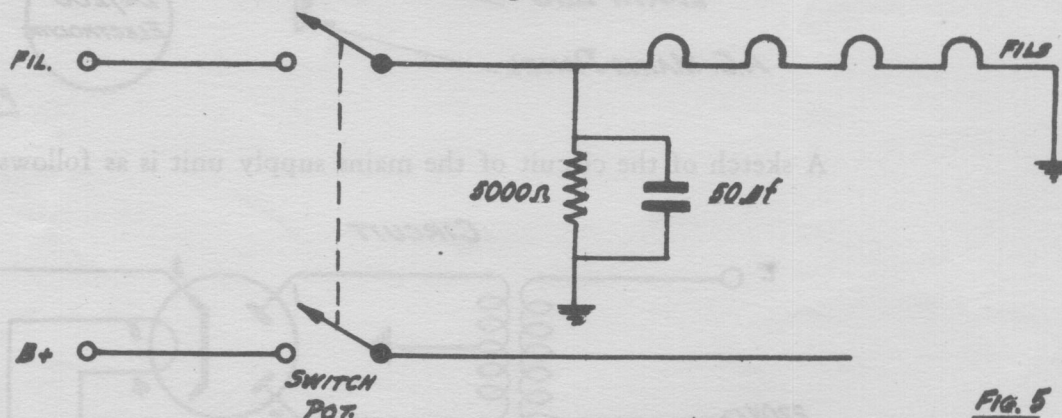 FIL.
FILS
5000Ω
50µf
A sketch of the circuit of the mains supply unit is as follows
CIRCUIT
B+
SWITCH
POT.
FIG. 5